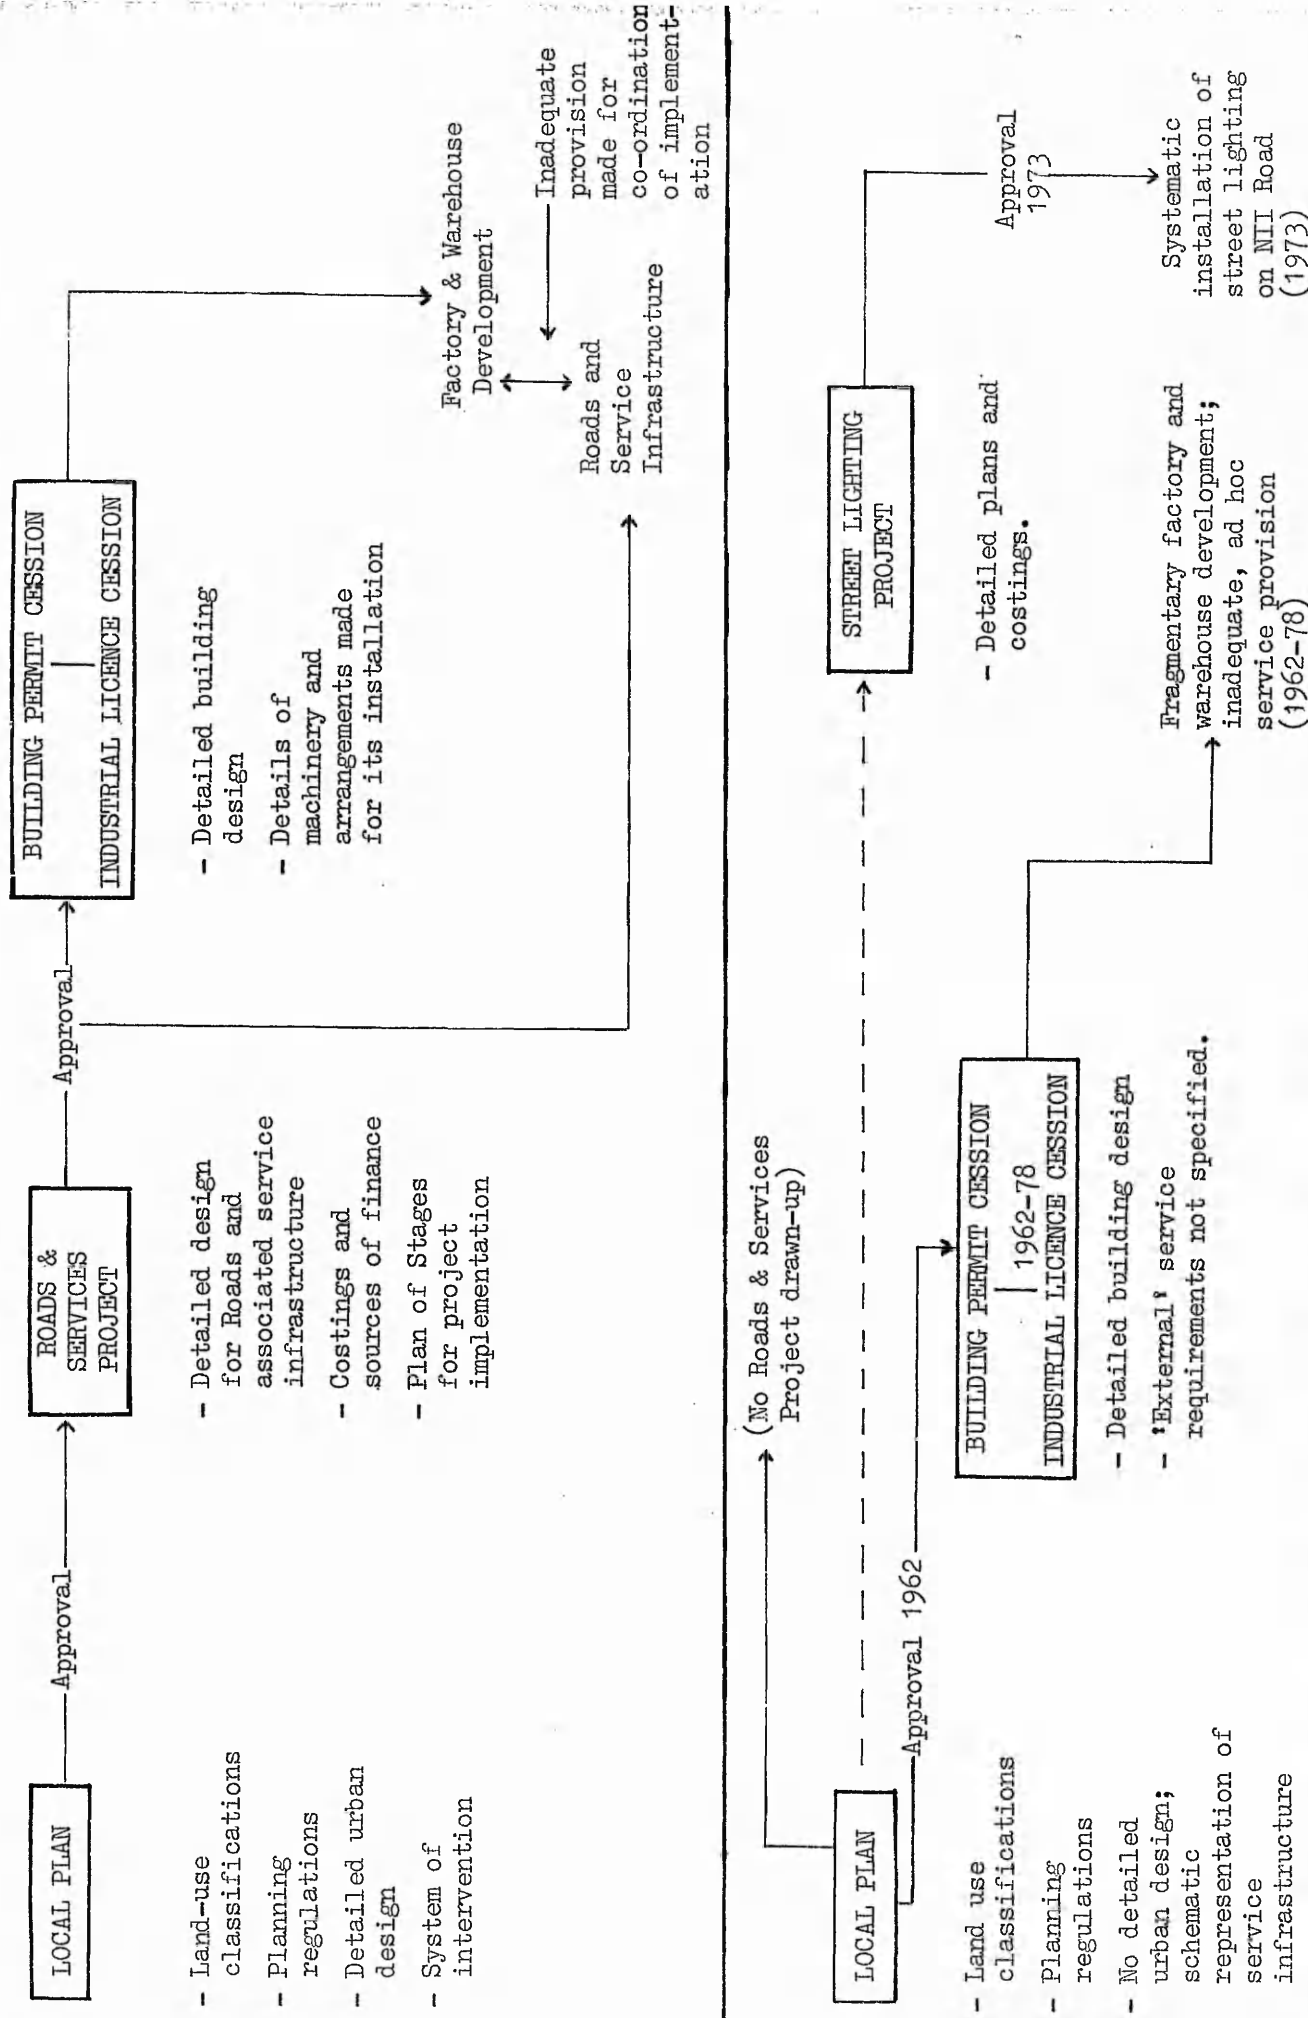 LOCAL PLAN
Approval
ROADS &
SERVICES
PROJECT
Approval
BUILDING PERMIT CESSION
INDUSTRIAL LICENCE CESSION
- Land-use
classifications
- Planning
regulations
- Detailed urban
design
- System of
intervention
- Detailed design
for Roads and
associated service
infrastructure
- Costings and
sources of finance
- Plan of Stages
for project
implementation
- Detailed building
design
- Details of
machinery and
arrangements made
for its installation
Factory & Warehouse
Development
Roads and
Service
Infrastructure
Inadequate
provision
made for
co-ordination
of implement-
ation
(No Roads & Services
Project drawn-up)
LOCAL PLAN
Approval 1962
STREET LIGHTING
PROJECT
Approval
1973
- Land use
classifications
- Planning
regulations
- No detailed
urban design;
schematic
representation of
service
infrastructure
BUILDING PERMIT CESSION
1962-78
INDUSTRIAL LICENCE CESSION
- Detailed building design
- 'External' service
requirements not specified.
- Detailed plans and
costings.
Fragmentary factory and
warehouse development;
inadequate, ad hoc
service provision
(1962-78)
Systematic
installation of
street lighting
on NII Road
(1973)